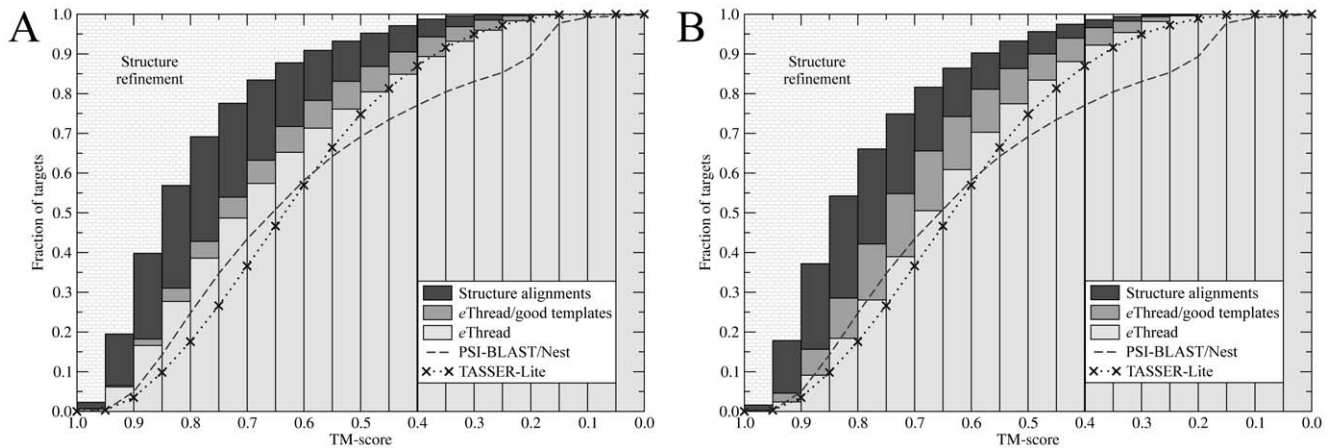 A
Structure
refinement
Fraction of targets
1.0
0.9
0.8
0.7
0.6
0.5
0.4
0.3
0.2
0.1
0.0
Structure alignments
eThread/good templates
eThread
PSI-BLAST/Nest
TASSER-Lite
1.0 0.9 0.8 0.7 0.6 0.5 0.4 0.3 0.2 0.1 0.0
TM-score
B
Structure
refinement
Fraction of targets
1.0
0.9
0.8
0.7
0.6
0.5
0.4
0.3
0.2
0.1
0.0
Structure alignments
eThread/good templates
eThread
PSI-BLAST/Nest
TASSER-Lite
1.0 0.9 0.8 0.7 0.6 0.5 0.4 0.3 0.2 0.1 0.0
TM-score